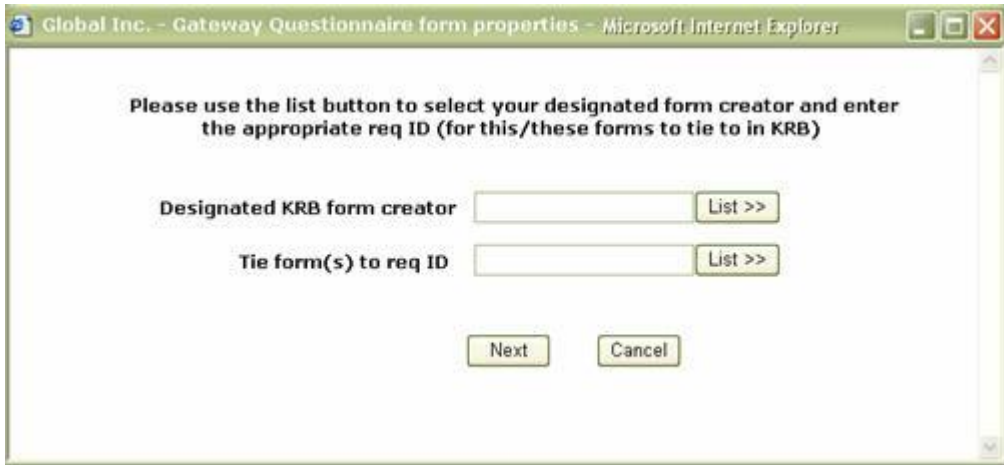 Global Inc. - Gateway Questionnaire form properties - Microsoft Internet Explorer
Please use the list button to select your designated form creator and enter
the appropriate req ID (for this/these forms to tie to in KRB)
Designated KRB form creator List >>
Tie form(s) to req ID List >>
Next Cancel